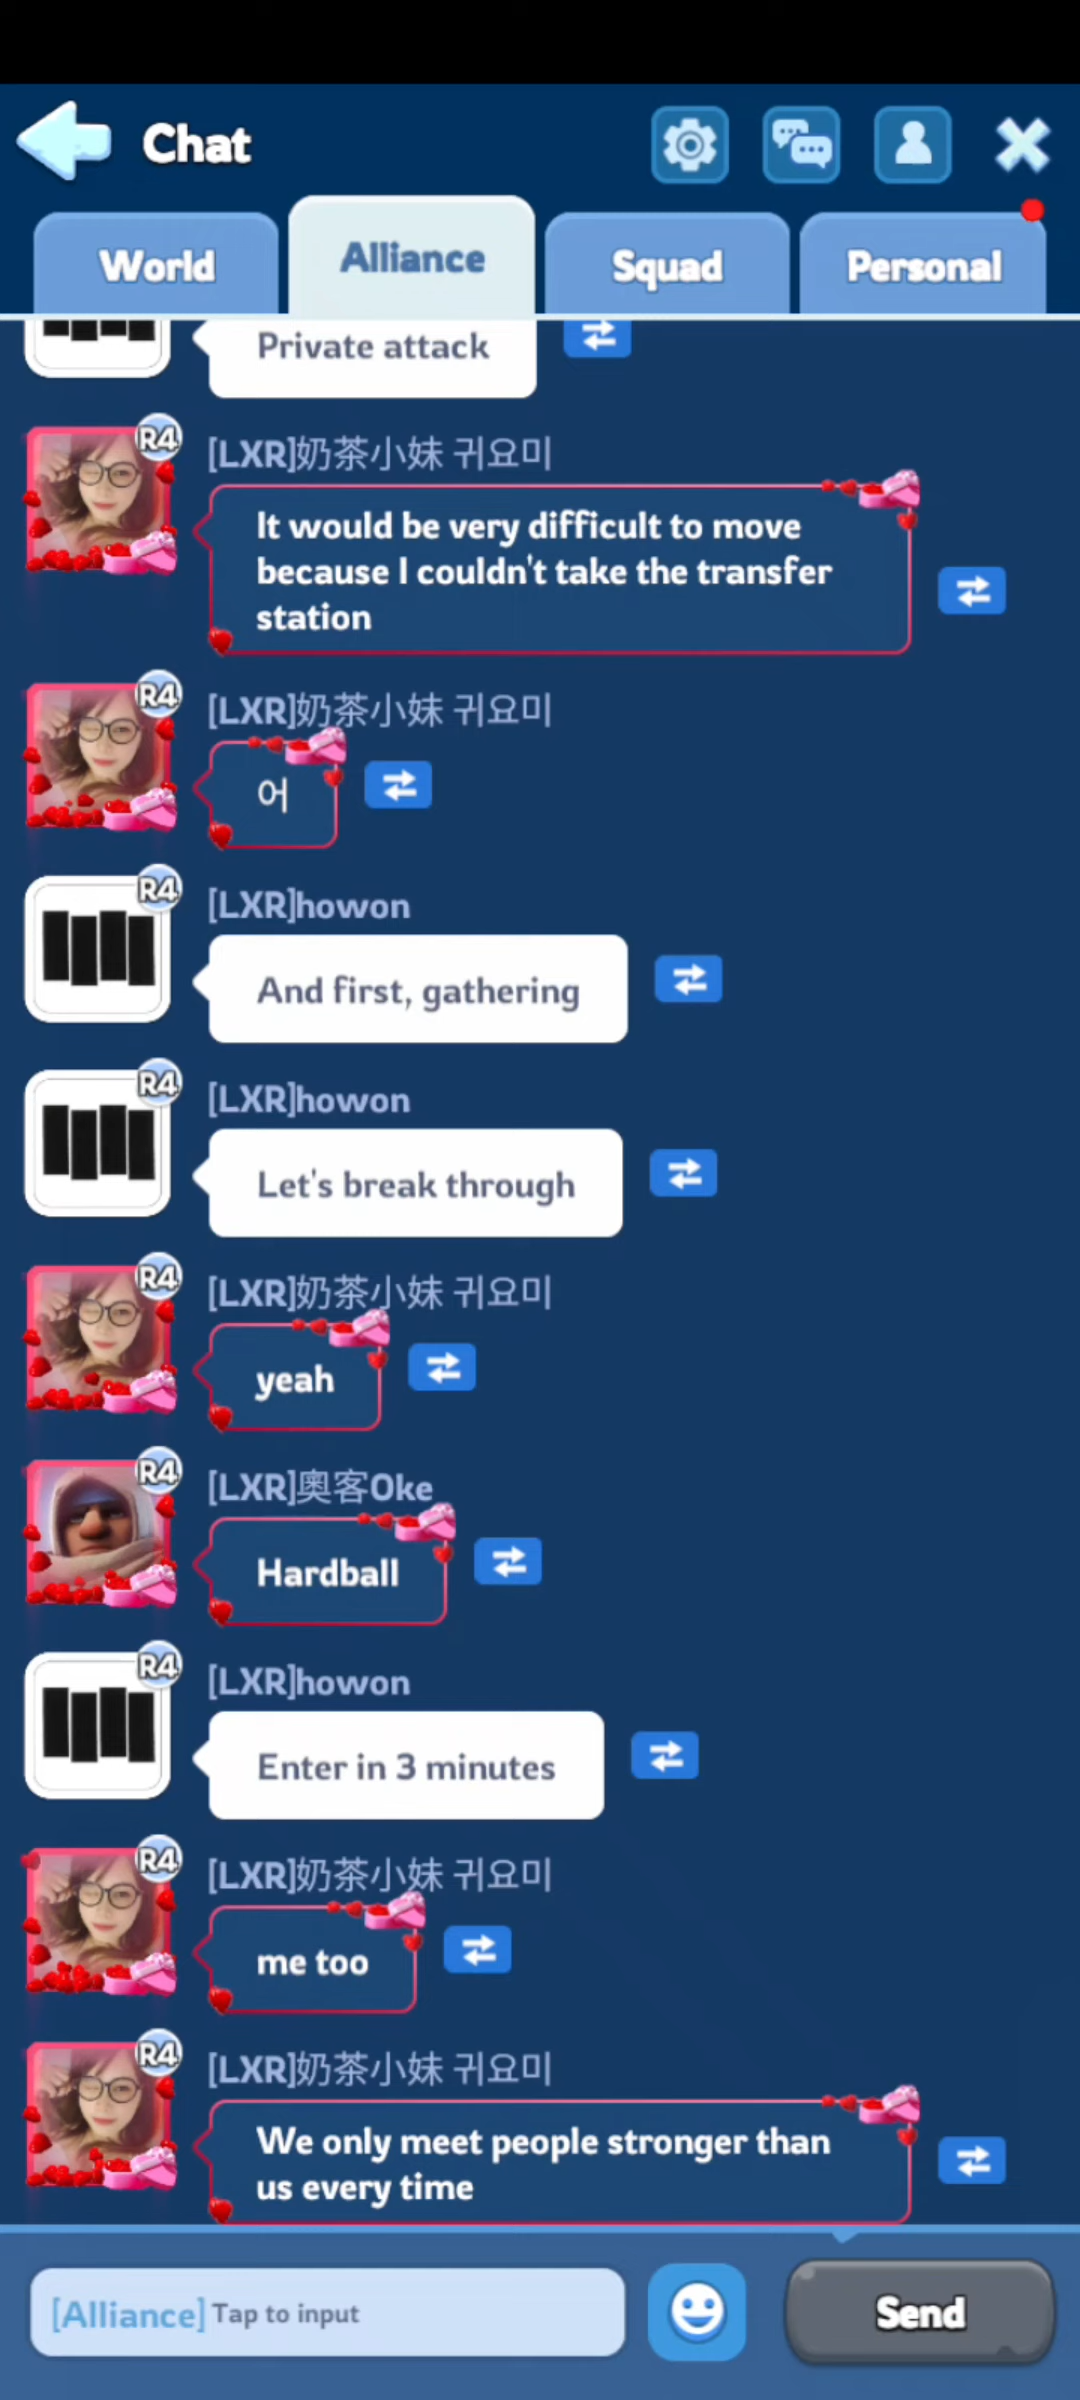 Chat
World
Alliance
Squad
Personal
Private attack
R4
[LXR]奶茶小妹 귀요미
It would be very difficult to move
because I couldn't take the transfer
station
R4
[LXR]奶茶小妹 귀요미
어
R4
[LXR]howon
And first, gathering
R4
[LXR]howon
Let's break through
R4
[LXR]奶茶小妹 귀요미
yeah
R4
[LXR]奥客Oke
Hardball
R4
[LXR]howon
Enter in 3 minutes
R4
[LXR]奶茶小妹 귀요미
me too
R4
[LXR]奶茶小妹 귀요미
We only meet people stronger than
us every time
[Alliance] Tap to input
Send